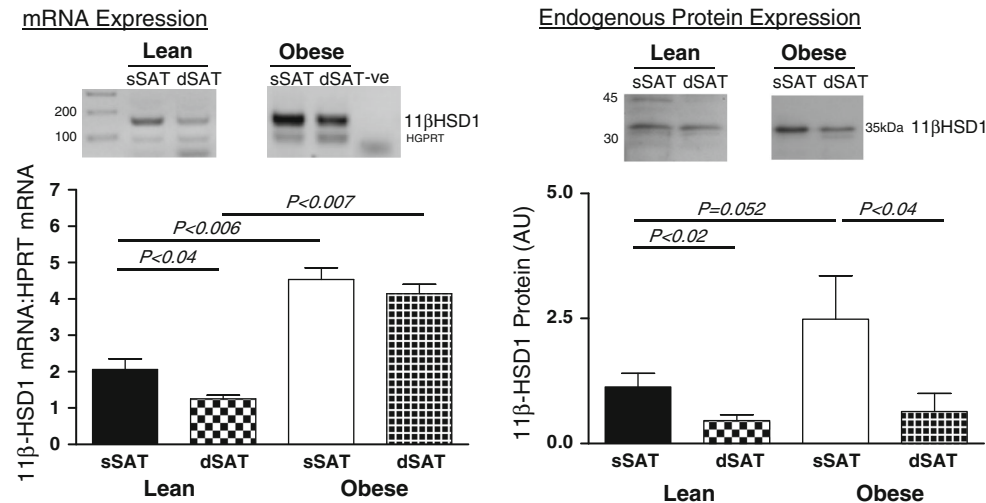 mRNA Expression
Lean
Obese
sSAT dSAT
sSAT dSAT-ve
200
100
11βHSD1
HGPRT
11β-HSD1 mRNA:HPRT mRNA
7
6
5
4
3
2
1
0
P<0.007
P<0.006
P<0.04
sSAT dSAT sSAT dSAT
Lean Obese
Endogenous Protein Expression
Lean
Obese
sSAT dSAT
sSAT dSAT
45
30
35kDa 11βHSD1
11β-HSD1 Protein (AU)
5.0
2.5
0.0
P=0.052
P<0.04
P<0.02
sSAT dSAT sSAT dSAT
Lean Obese